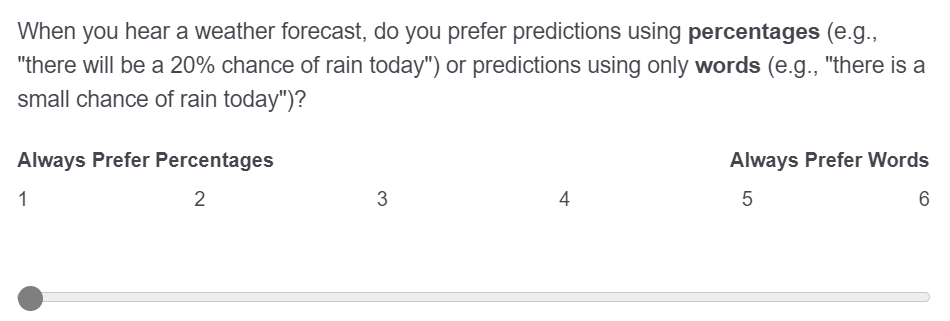 When you hear a weather forecast, do you prefer predictions using percentages (e.g.,
"there will be a 20% chance of rain today") or predictions using only words (e.g., "there is a
small chance of rain today")?
Always Prefer Percentages Always Prefer Words
1 2 3 4 5 6